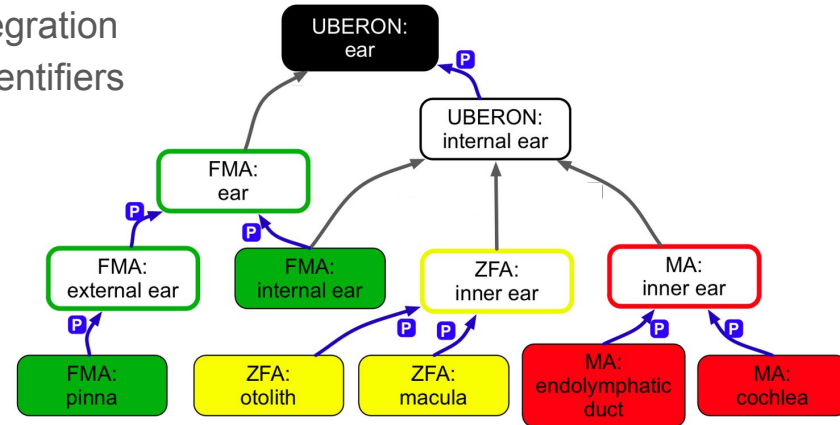 egration
entifiers
UBERON:
ear
P
UBERON:
internal ear
FMA:
ear
P
P
FMA:
external ear
FMA:
internal ear
ZFA:
inner ear
MA:
inner ear
P
P
P
P
P
FMA:
pinna
ZFA:
otolith
ZFA:
macula
MA:
endolymphatic
duct
MA:
cochlea